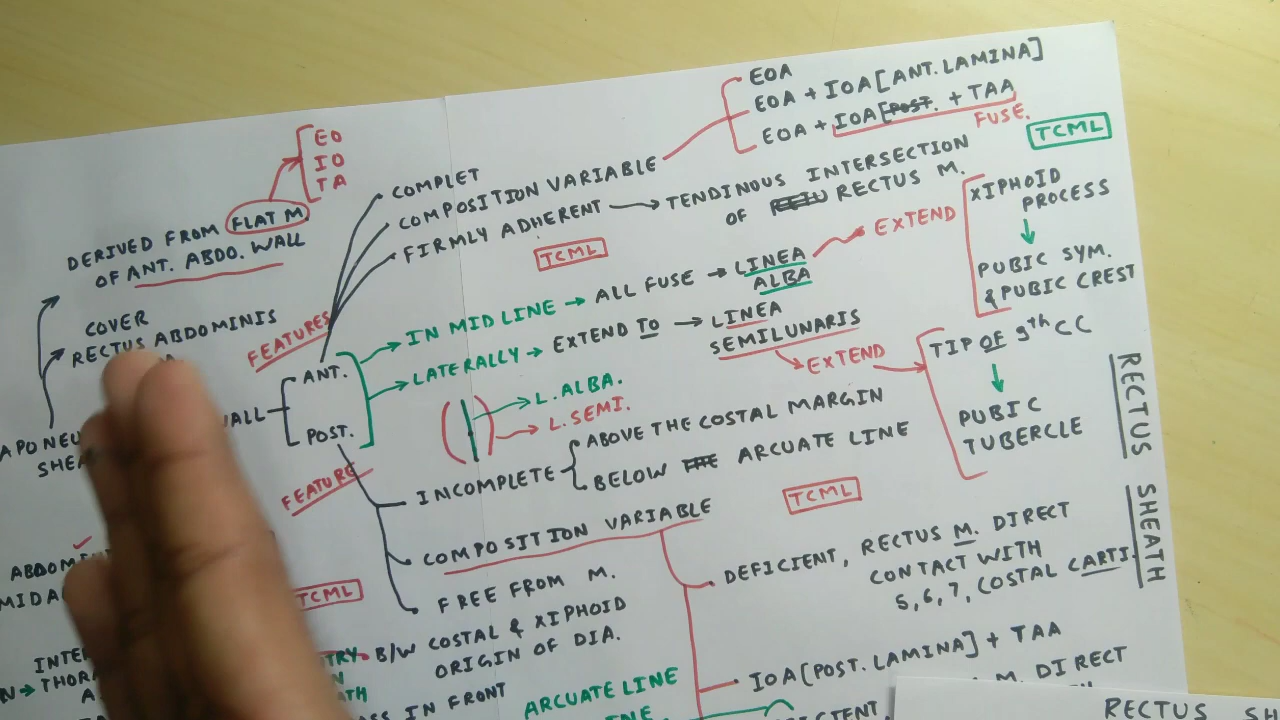 EOA
EOA + IOA [ANT. LAMINA]
EOA + IOA [POST. + TAA
FUSE.
TCML
EO
IO
TA
DERIVED FROM FLAT M
OF ANT. ABDO. WALL
COMPLET
COMPOSITION VARIABLE
FIRMLY ADHERENT → TENDINOUS INTERSECTION
OF RECTUS M.
TCML
COVER
RECTUS ABDOMINIS
FEATURES
IN MID LINE → ALL FUSE → LINEA
ALBA
EXTEND
XIPHOID
PROCESS
PUBIC SYM.
& PUBIC CREST
LATERALLY → EXTEND TO → LINEA
SEMILUNARIS
EXTEND
TIP OF 9th CC
PUBIC
TUBERCLE
ANT.
POST.
L. ALBA.
L. SEMI.
FEATURE
INCOMPLETE
ABOVE THE COSTAL MARGIN
BELOW ARCUATE LINE
TCML
COMPOSITION VARIABLE
DEFICIENT, RECTUS M. DIRECT
CONTACT WITH
5, 6, 7, COSTAL CARTI.
FREE FROM M.
TCML
B/W COSTAL & XIPHOID
ORIGIN OF DIA.
IN FRONT
ARCUATE LINE
IOA [POST. LAMINA] + TAA
M. DIRECT
RECTUS SHEATH
RECTUS SH